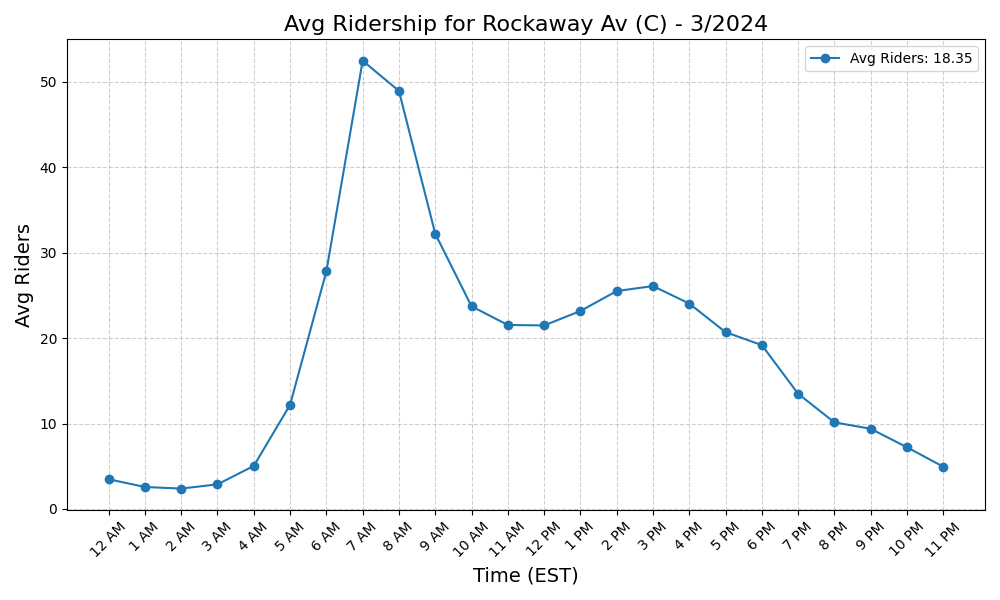 Avg Ridership for Rockaway Av (C) - 3/2024
Avg Riders: 18.35
Avg Riders
50
40
30
20
10
0
12 AM
1 AM
2 AM
3 AM
4 AM
5 AM
6 AM
7 AM
8 AM
9 AM
10 AM
11 AM
12 PM
1 PM
2 PM
3 PM
4 PM
5 PM
6 PM
7 PM
8 PM
9 PM
10 PM
11 PM
Time (EST)